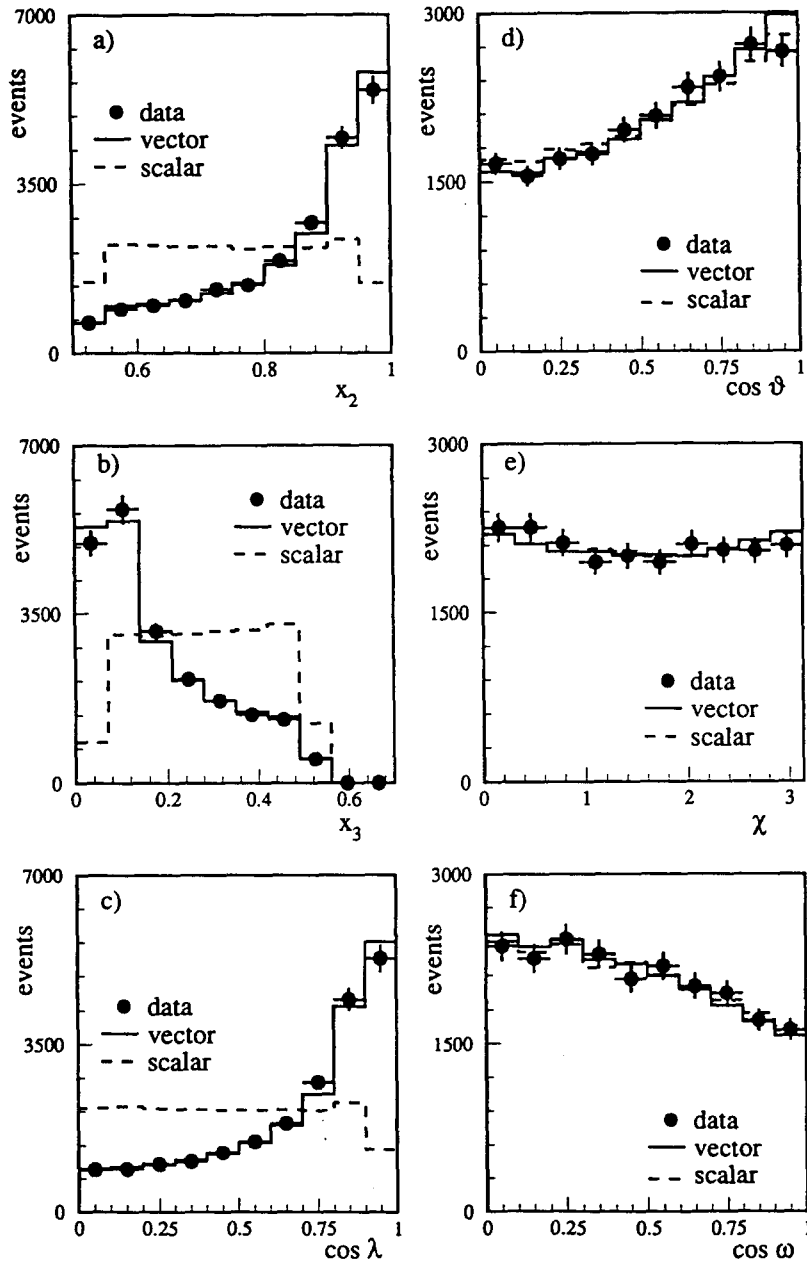 a)
7000
3500
0
events
data
vector
scalar
0.6
0.8
1
x2
d)
3000
1500
0
events
data
vector
scalar
0
0.25
0.5
0.75
1
cos ϑ
b)
7000
3500
0
events
data
vector
scalar
0
0.2
0.4
0.6
x3
e)
3000
1500
0
events
data
vector
scalar
0
1
2
3
χ
c)
7000
3500
0
events
data
vector
scalar
0
0.25
0.5
0.75
1
cos λ
f)
3000
1500
0
events
data
vector
scalar
0
0.25
0.5
0.75
1
cos ω